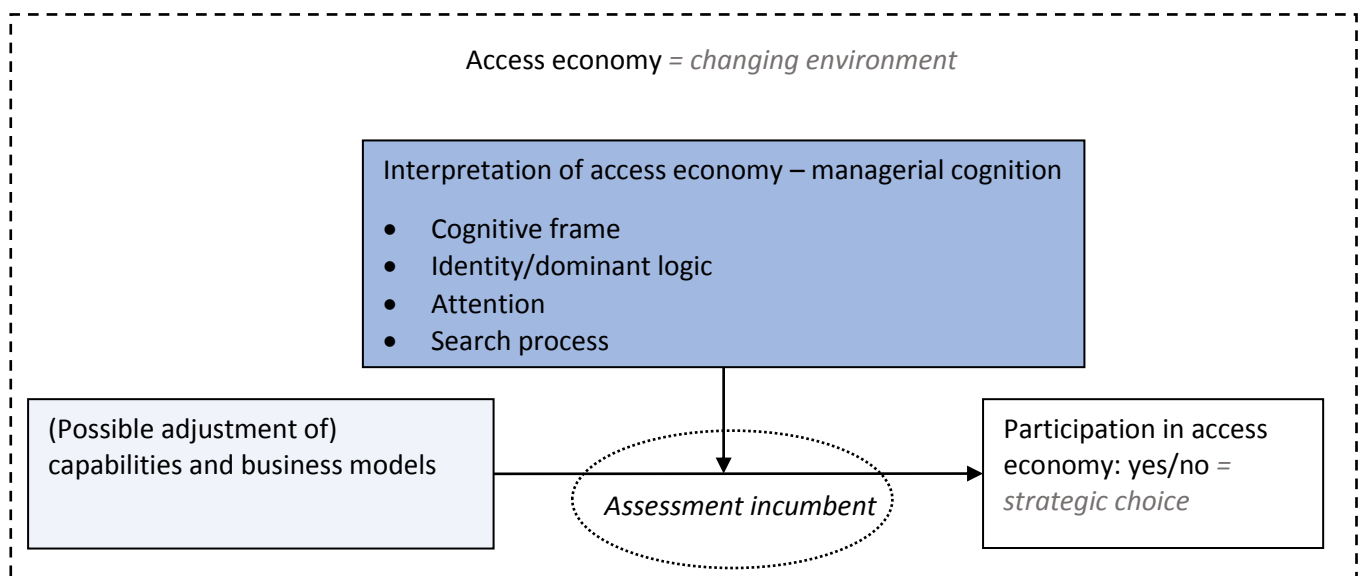 Access economy = changing environment
Interpretation of access economy – managerial cognition
• Cognitive frame
• Identity/dominant logic
• Attention
• Search process
(Possible adjustment of)
capabilities and business models
Assessment incumbent
Participation in access
economy: yes/no =
strategic choice